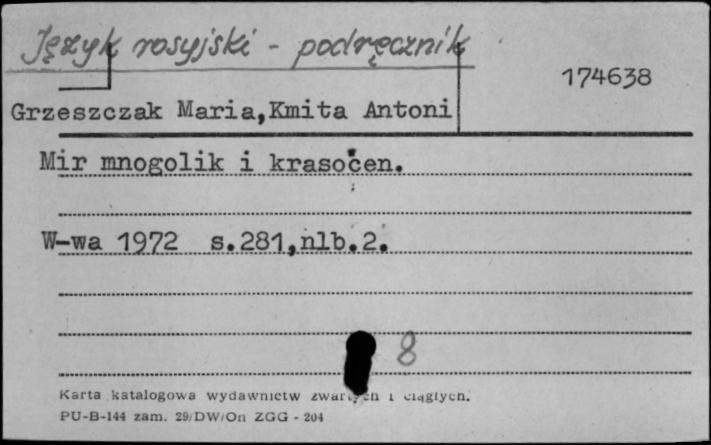 Język rosyjski - podręcznik
174638
Grzeszczak Maria,Kmita Antoni
Mir mnogolik i krasočen.
W-wa 1972 s.281,nlb.2.
8
Karta katalogowa wydawnictw zwartych i ciągłych.
PU-B-144 zam. 29/DW/On ZGG - 204